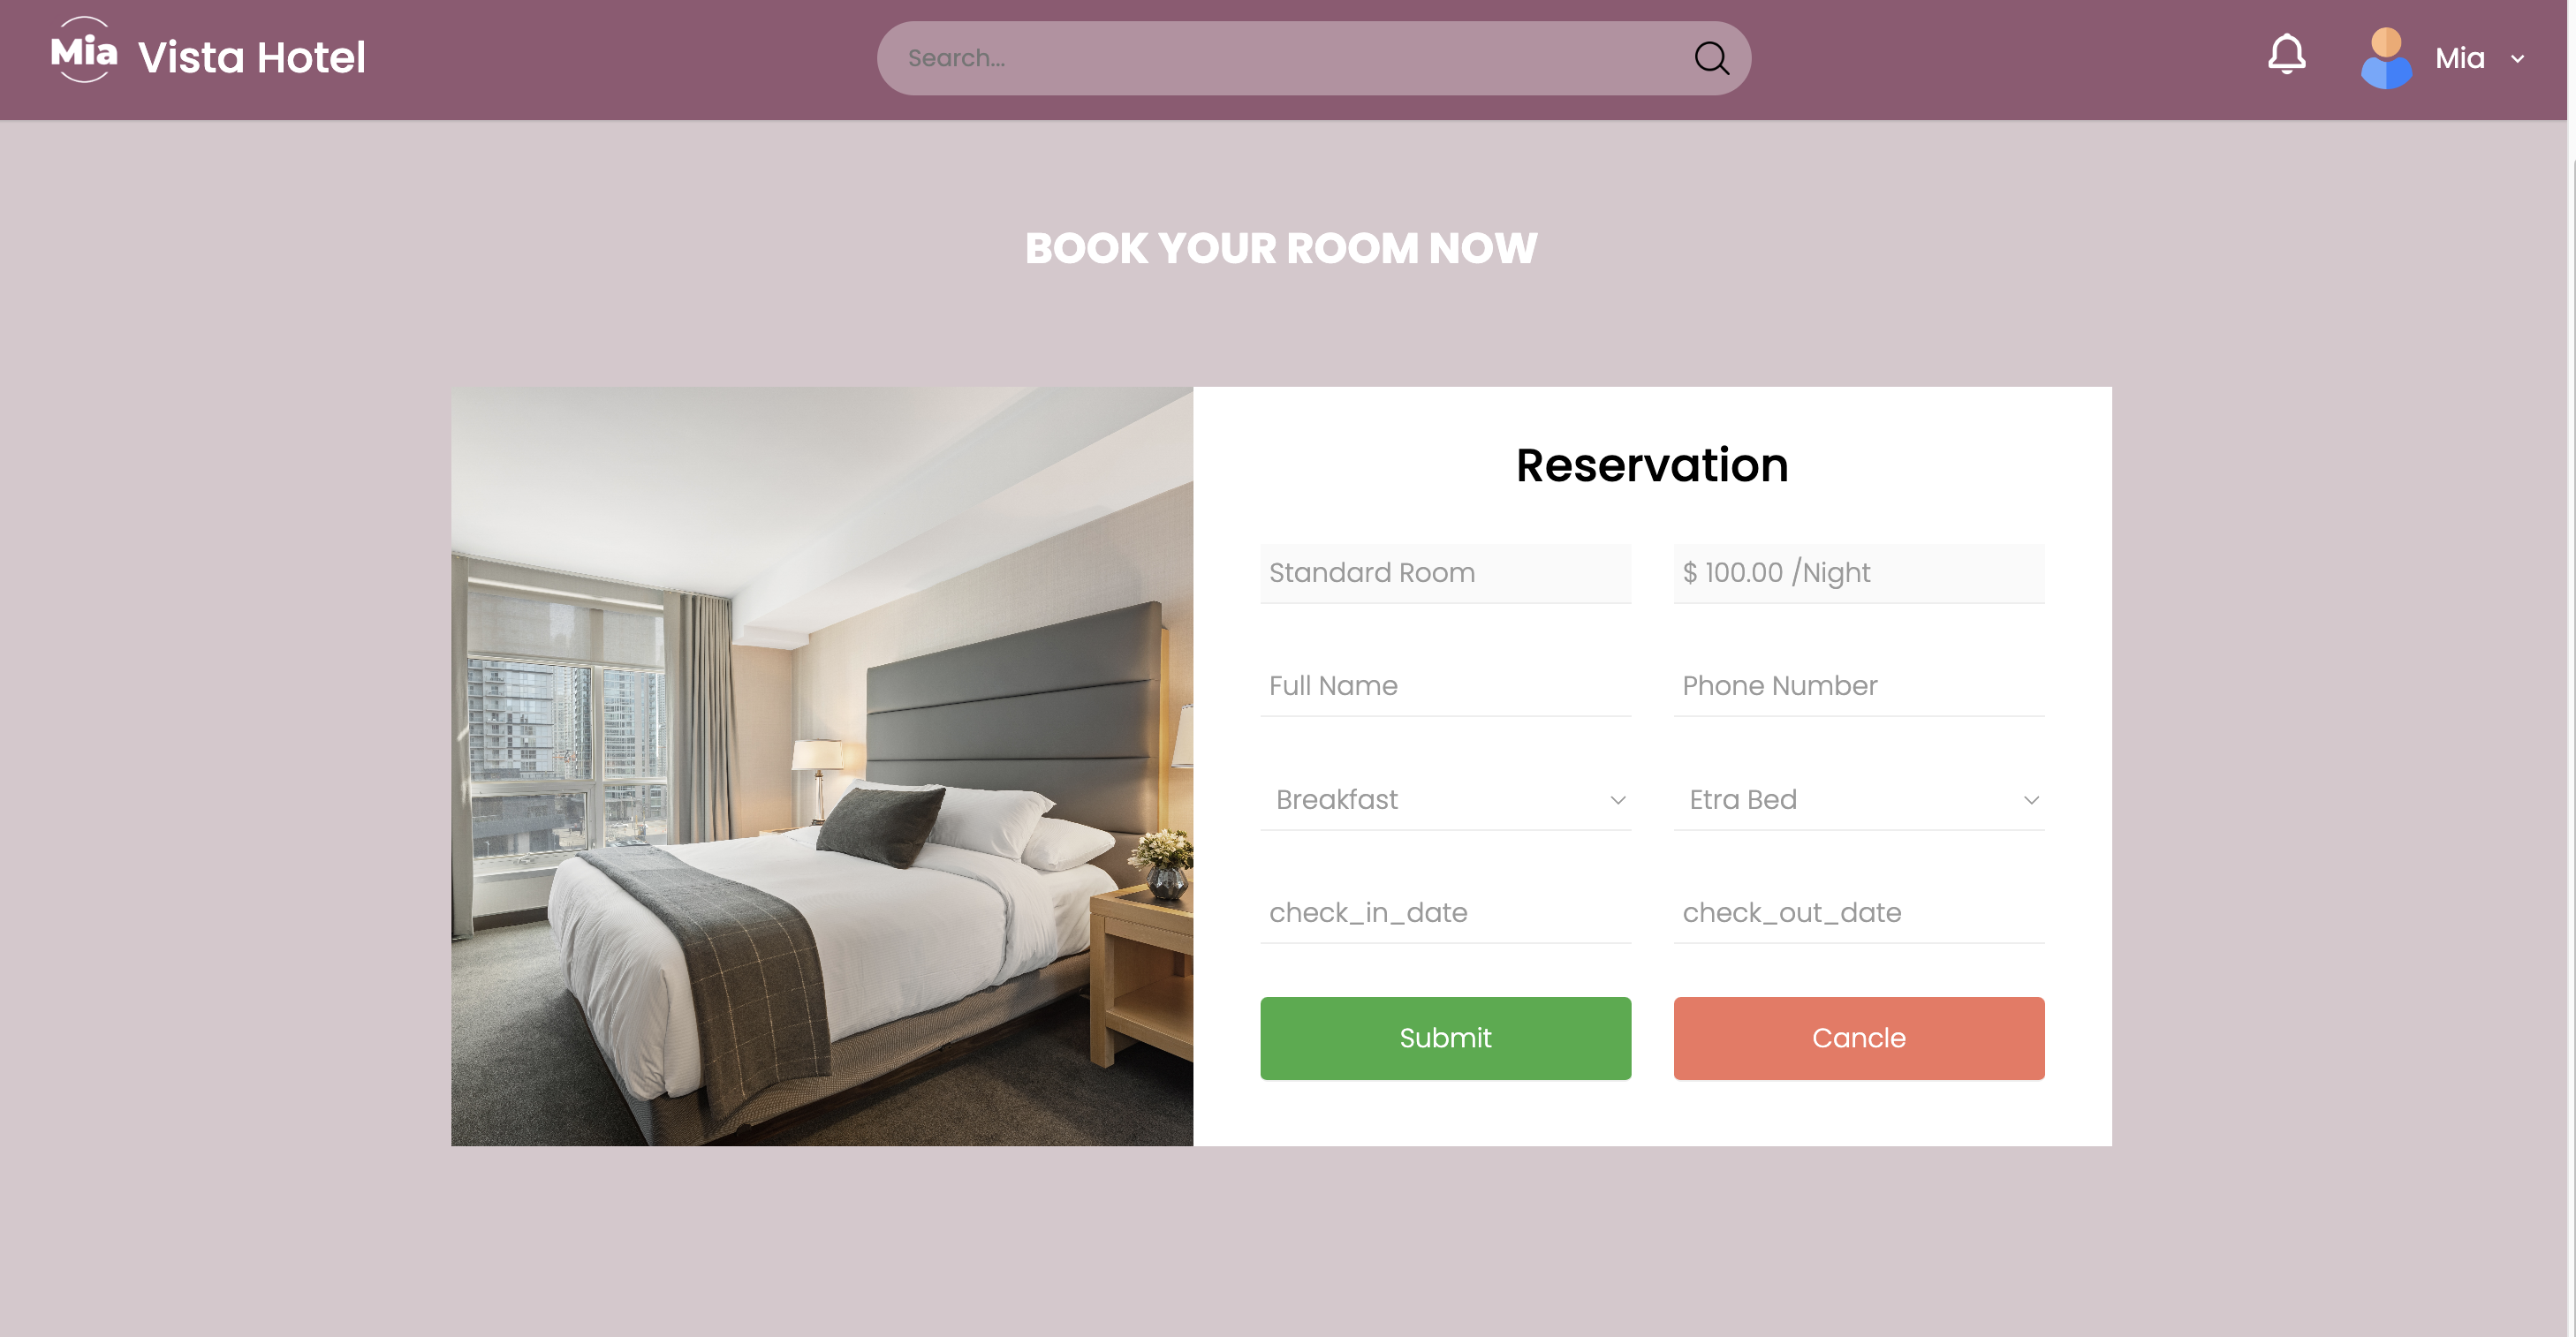 Mia Vista Hotel
Search...
Mia
BOOK YOUR ROOM NOW
Reservation
Standard Room
$ 100.00 /Night
Full Name
Phone Number
Breakfast
Etra Bed
check_in_date
check_out_date
Submit
Cancle